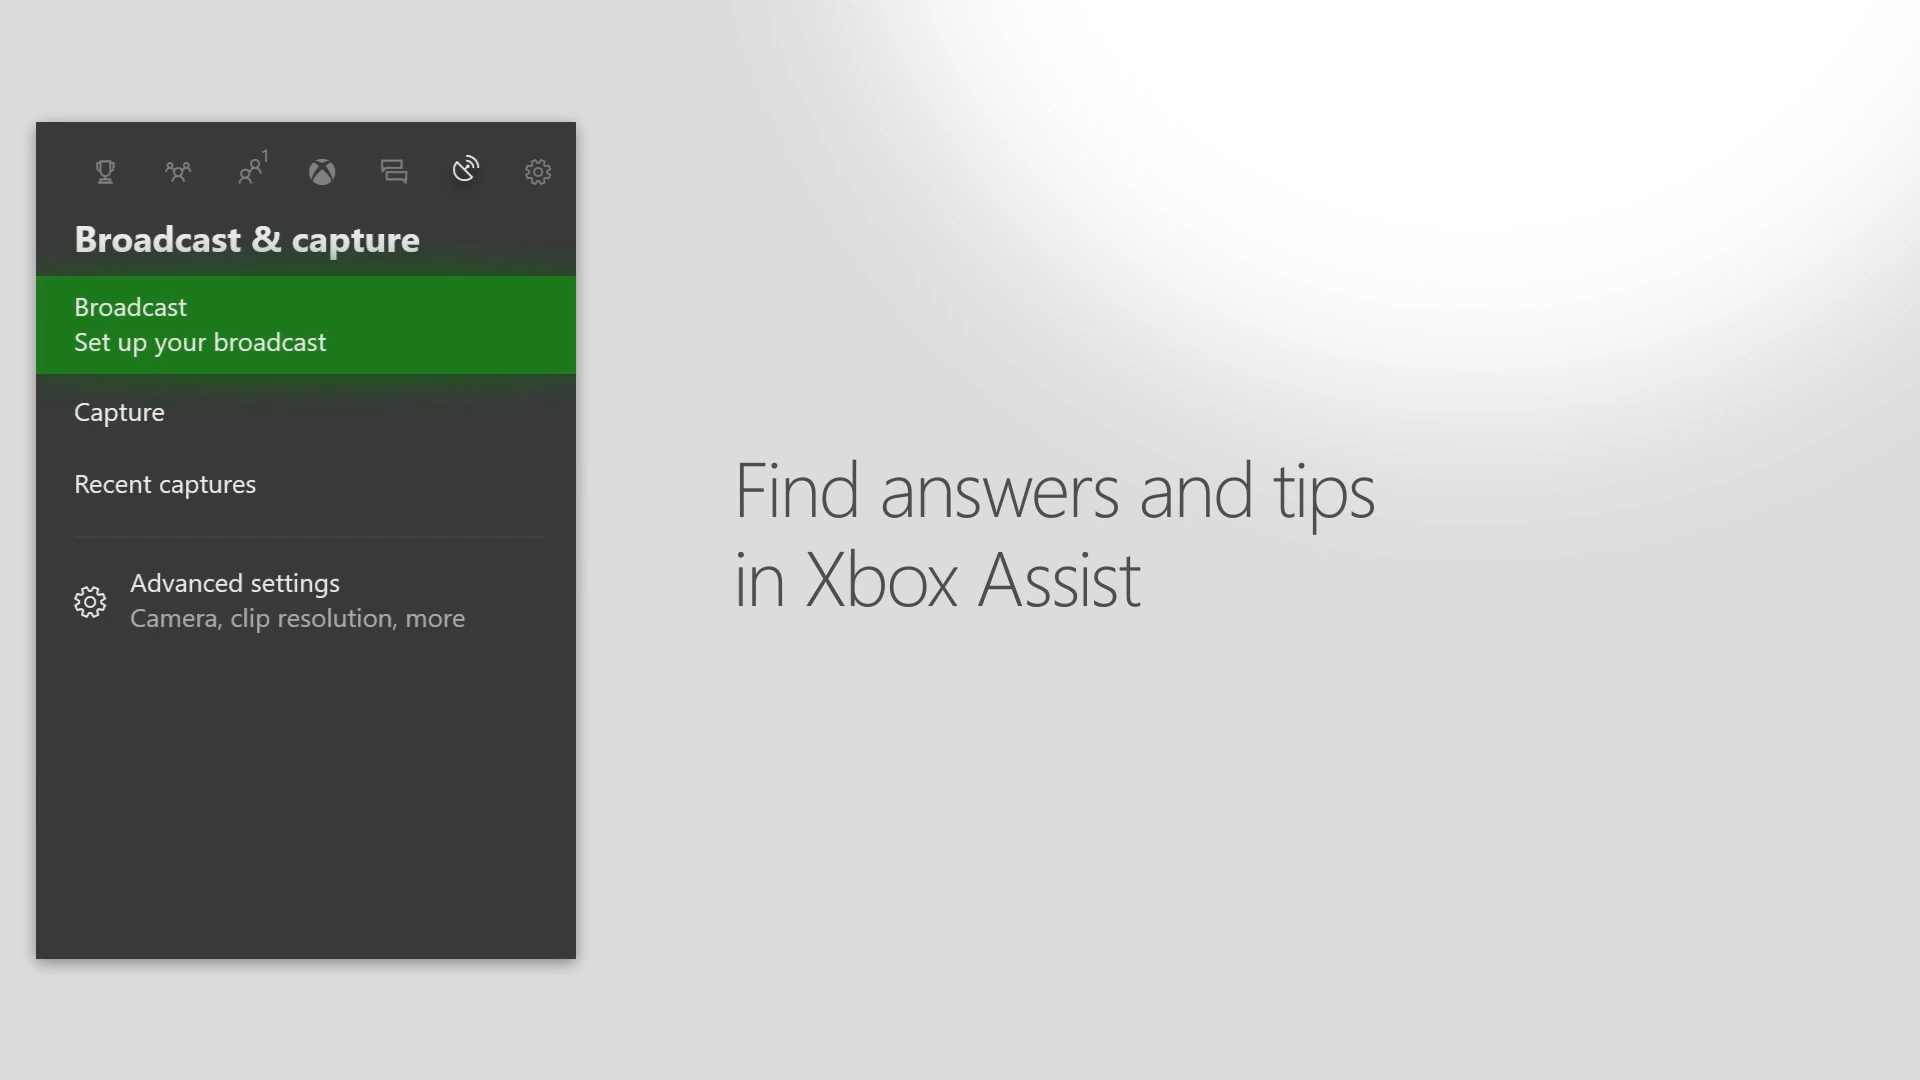 1
Broadcast & capture
Broadcast
Set up your broadcast
Capture
Recent captures
Advanced settings
Camera, clip resolution, more
Find answers and tips
in Xbox Assist